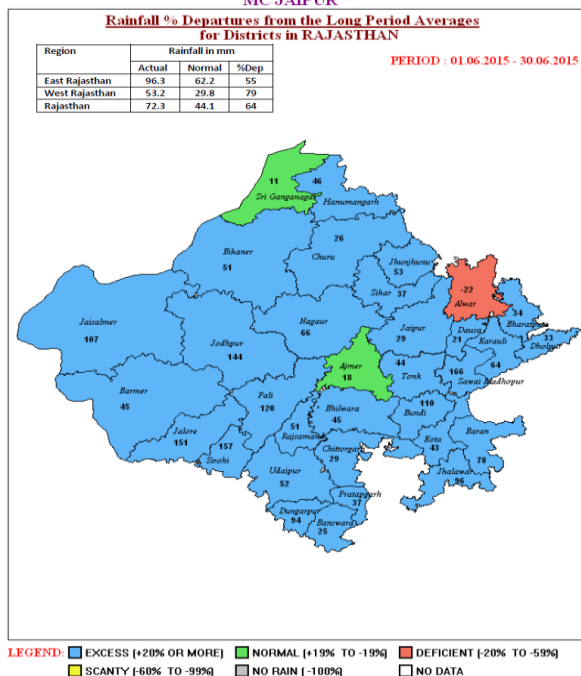 MC JAIPUR
Rainfall % Departures from the Long Period Averages
for Districts in RAJASTHAN
PERIOD : 01.06.2015 - 30.06.2015
Region Rainfall in mm
Actual Normal %Dep
East Rajasthan 96.3 62.2 55
West Rajasthan 53.2 29.8 79
Rajasthan 72.3 44.1 64
11
Sri Ganganagar
46
Hanumangarh
26
Churu
Bikaner
51
Jhunjhunu
53
Sikar 37
-22
Alwar
34
Bharatpur
Jaisalmer
107
Nagaur
66
Jaipur
29
Dausa
21
Karauli
33
Dholpur
Jodhpur
144
Ajmer
18
44
Tonk
166
64
Sawai Madhopur
Barmer
45
Pali
120
Bhilwara
45
110
Bundi
Jalore
151
157
Sirohi
51
Rajsamand
Chittorgarh
29
Kota
43
Baran
78
Udaipur
52
Jhalawar
96
Pratapgarh
37
Dungarpur
94
Banswara
25
LEGEND: EXCESS (+20% OR MORE) NORMAL (+19% TO -19%) DEFICIENT (-20% TO -59%)
SCANTY (-60% TO -99%) NO RAIN (-100%) NO DATA